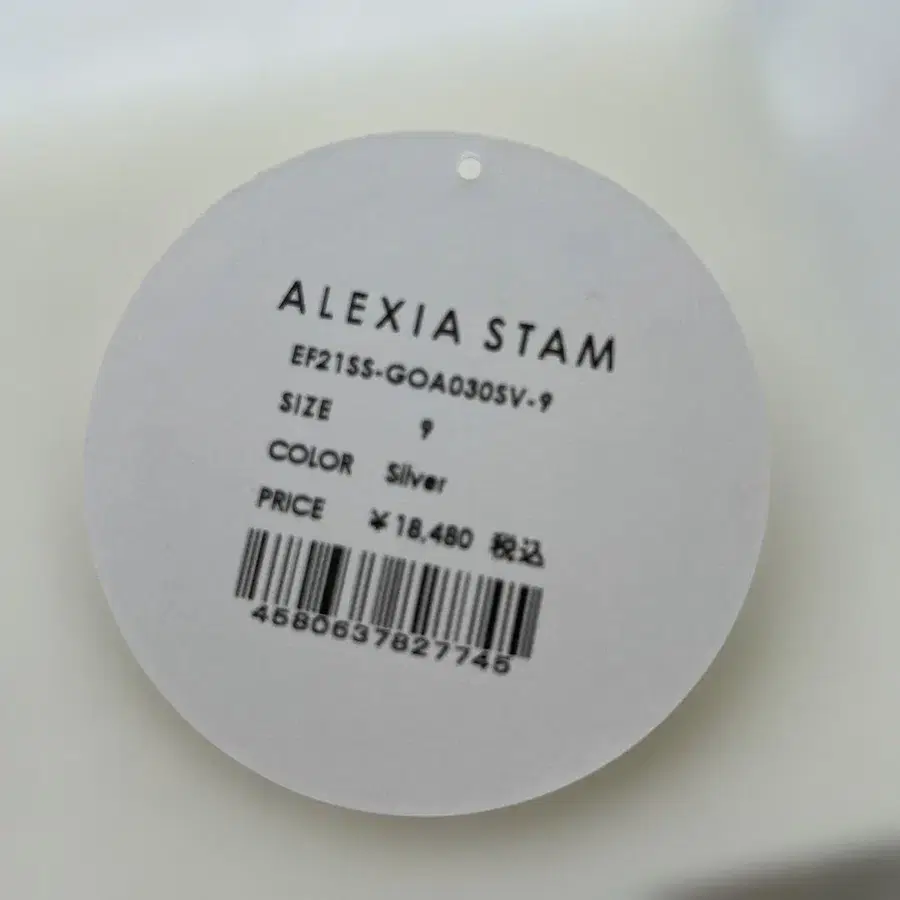 ALEXIA STAM
EF21SS-GOA030SV-9
SIZE 9
COLOR Silver
PRICE ¥18,480 税込
4580637827745